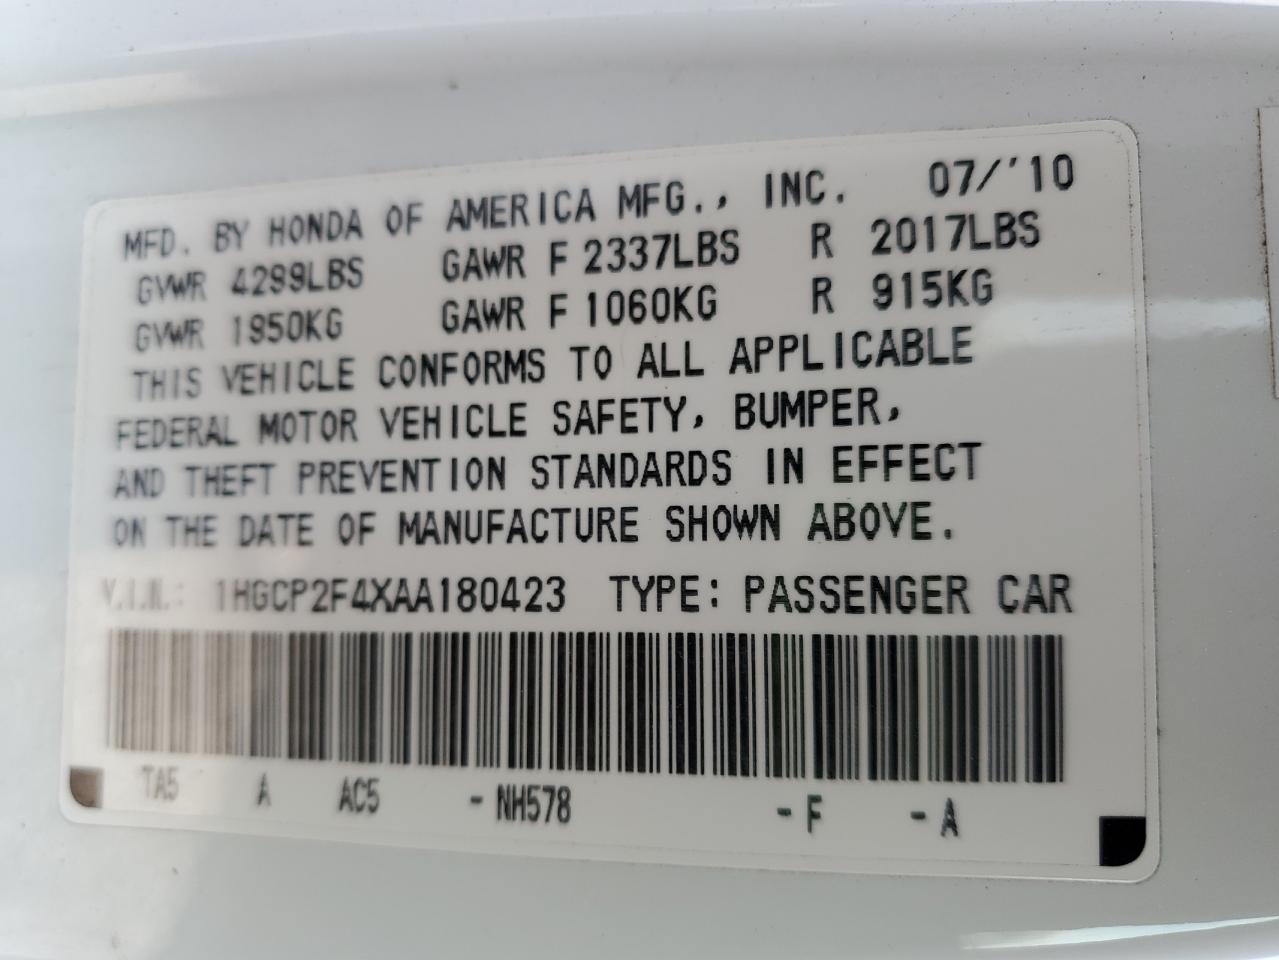 MFD. BY HONDA OF AMERICA MFG., INC. 07/'10
GVWR 4299LBS GAWR F 2337LBS R 2017LBS
GVWR 1950KG GAWR F 1060KG R 915KG
THIS VEHICLE CONFORMS TO ALL APPLICABLE
FEDERAL MOTOR VEHICLE SAFETY, BUMPER,
AND THEFT PREVENTION STANDARDS IN EFFECT
ON THE DATE OF MANUFACTURE SHOWN ABOVE.
V.I.N.: 1HGCP2F4XAA180423 TYPE: PASSENGER CAR
TA5 A AC5 -NH578 -F -A